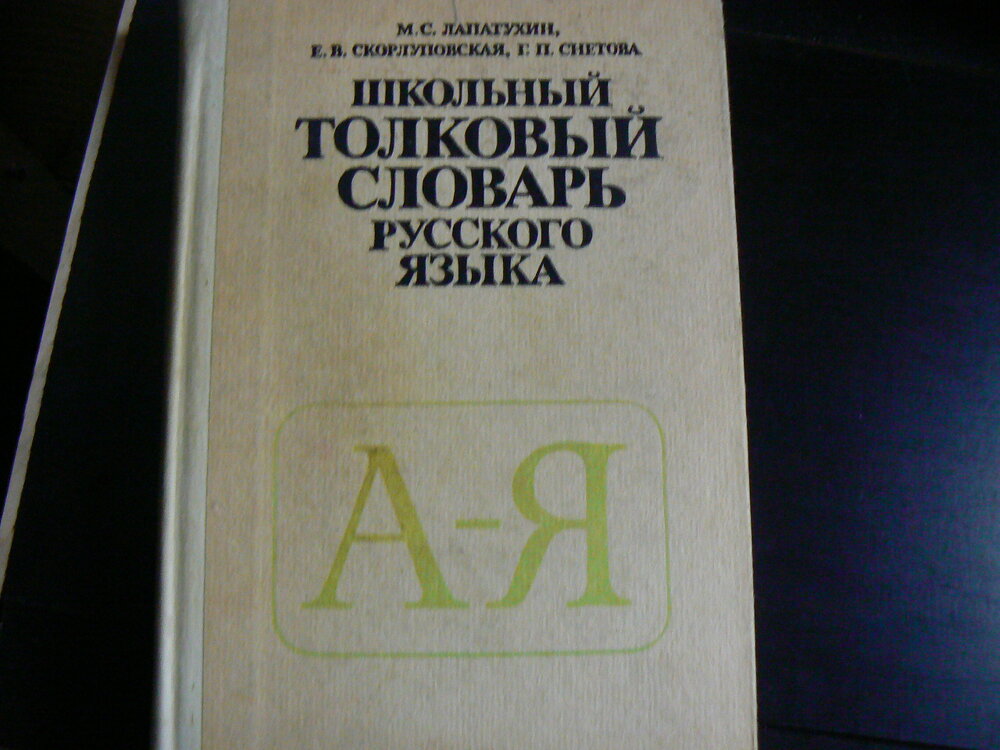 М. С. ЛАПАТУХИН,
Е. В. СКОРЛУПОВСКАЯ, Г. П. СНЕТОВА
ШКОЛЬНЫЙ
ТОЛКОВЫЙ
СЛОВАРЬ
РУССКОГО
ЯЗЫКА
А-Я